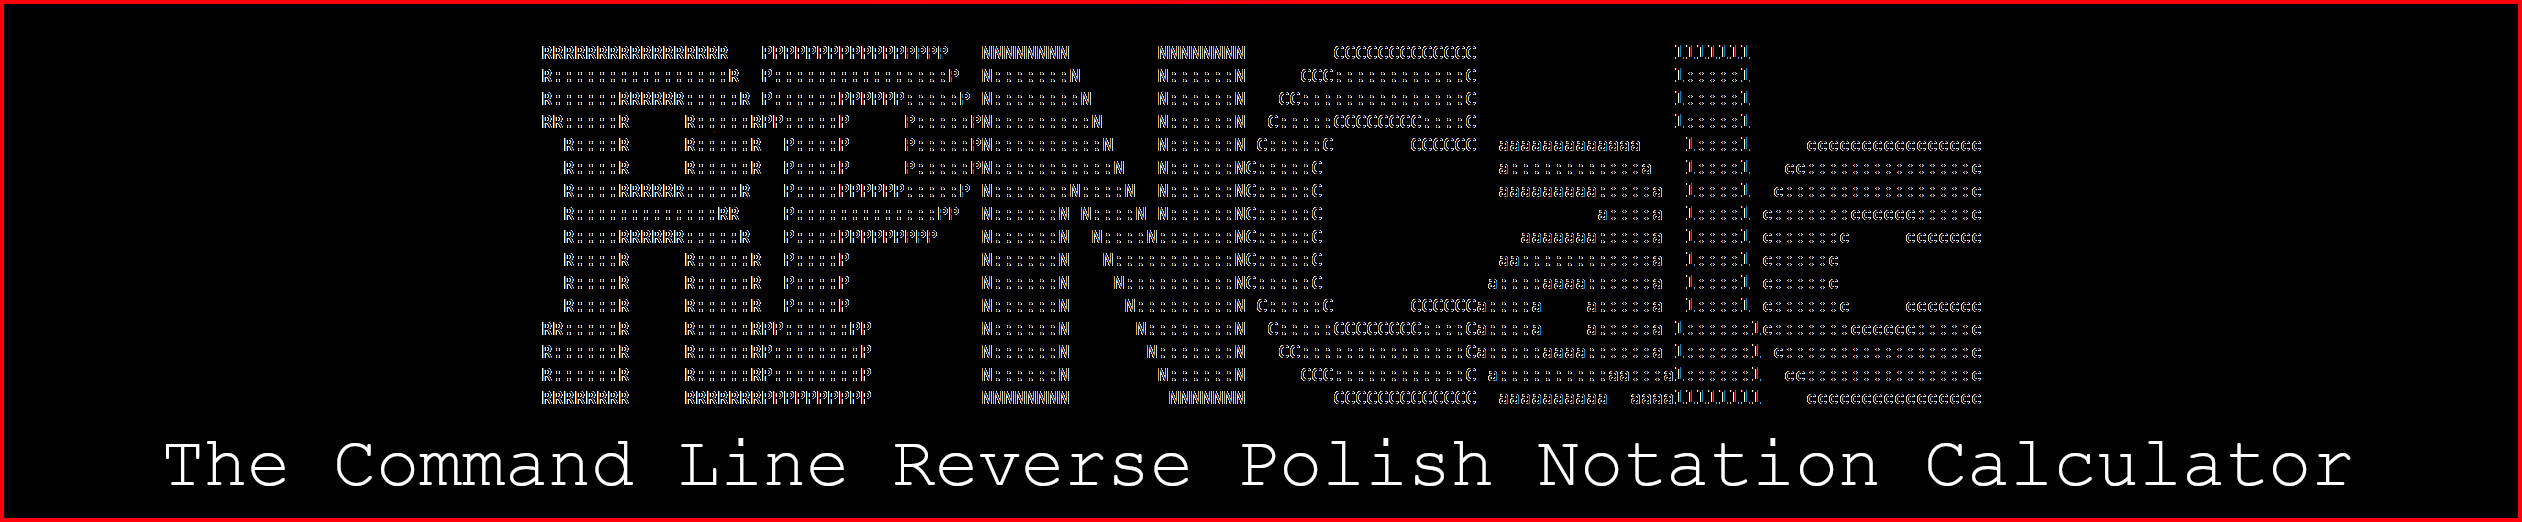 RPNCalc
The Command Line Reverse Polish Notation Calculator